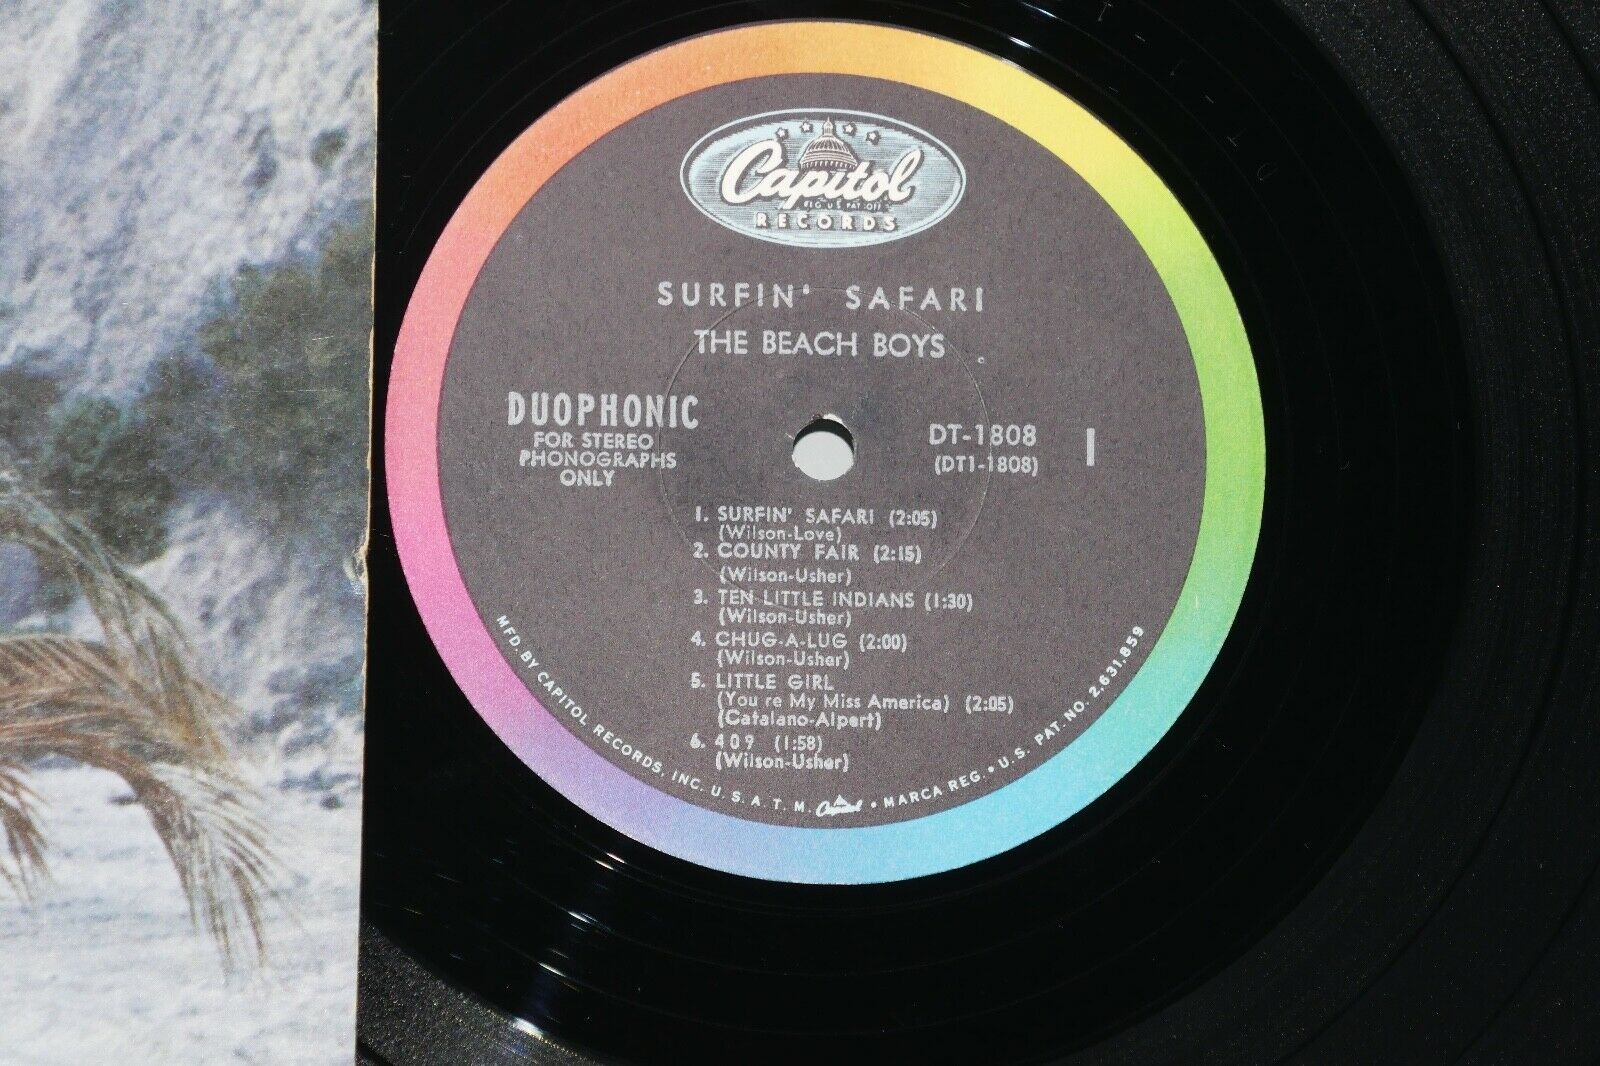 Capitol
REG. U.S. PAT. OFF.
RECORDS
SURFIN' SAFARI
THE BEACH BOYS
DUOPHONIC
FOR STEREO
PHONOGRAPHS
ONLY
DT-1808
(DT1-1808)
1
1. SURFIN' SAFARI (2:05)
(Wilson-Love)
2. COUNTY FAIR (2:15)
(Wilson-Usher)
3. TEN LITTLE INDIANS (1:30)
(Wilson-Usher)
4. CHUG-A-LUG (2:00)
(Wilson-Usher)
5. LITTLE GIRL
(You're My Miss America) (2:05)
(Catalano-Alpert)
6. 409 (1:58)
(Wilson-Usher)
MFD. BY CAPITOL RECORDS, INC. U. S. A. T. M. Capitol • MARCA REG. • U.S. PAT. NO. 2,631,859